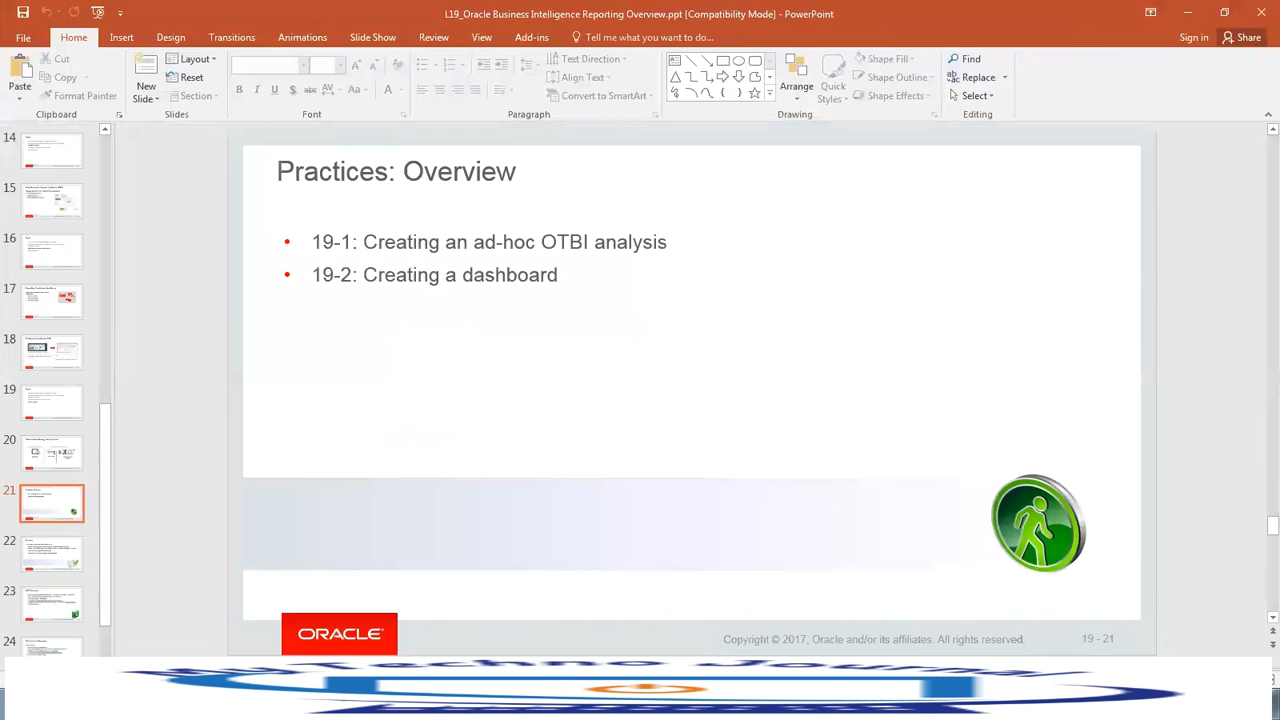 L19_Oracle Business Intelligence Reporting Overview.ppt [Compatibility Mode] - PowerPoint
File Home Insert Design Transitions Animations Slide Show Review View Add-ins Tell me what you want to do... Sign in Share
Paste
Cut
Copy
Format Painter
Clipboard
New Slide
Layout
Reset
Section
Slides
B I U S abc AV Aa A
Font
Text Direction
Align Text
Convert to SmartArt
Paragraph
Arrange
Quick Styles
Shape Fill
Shape Outline
Shape Effects
Drawing
Find
Replace
Select
Editing
14
15
16
17
18
19
20
21
22
23
24
Practices: Overview
• 19-1: Creating an ad-hoc OTBI analysis
• 19-2: Creating a dashboard
ORACLE
Copyright © 2017, Oracle and/or its affiliates. All rights reserved.
19 - 21